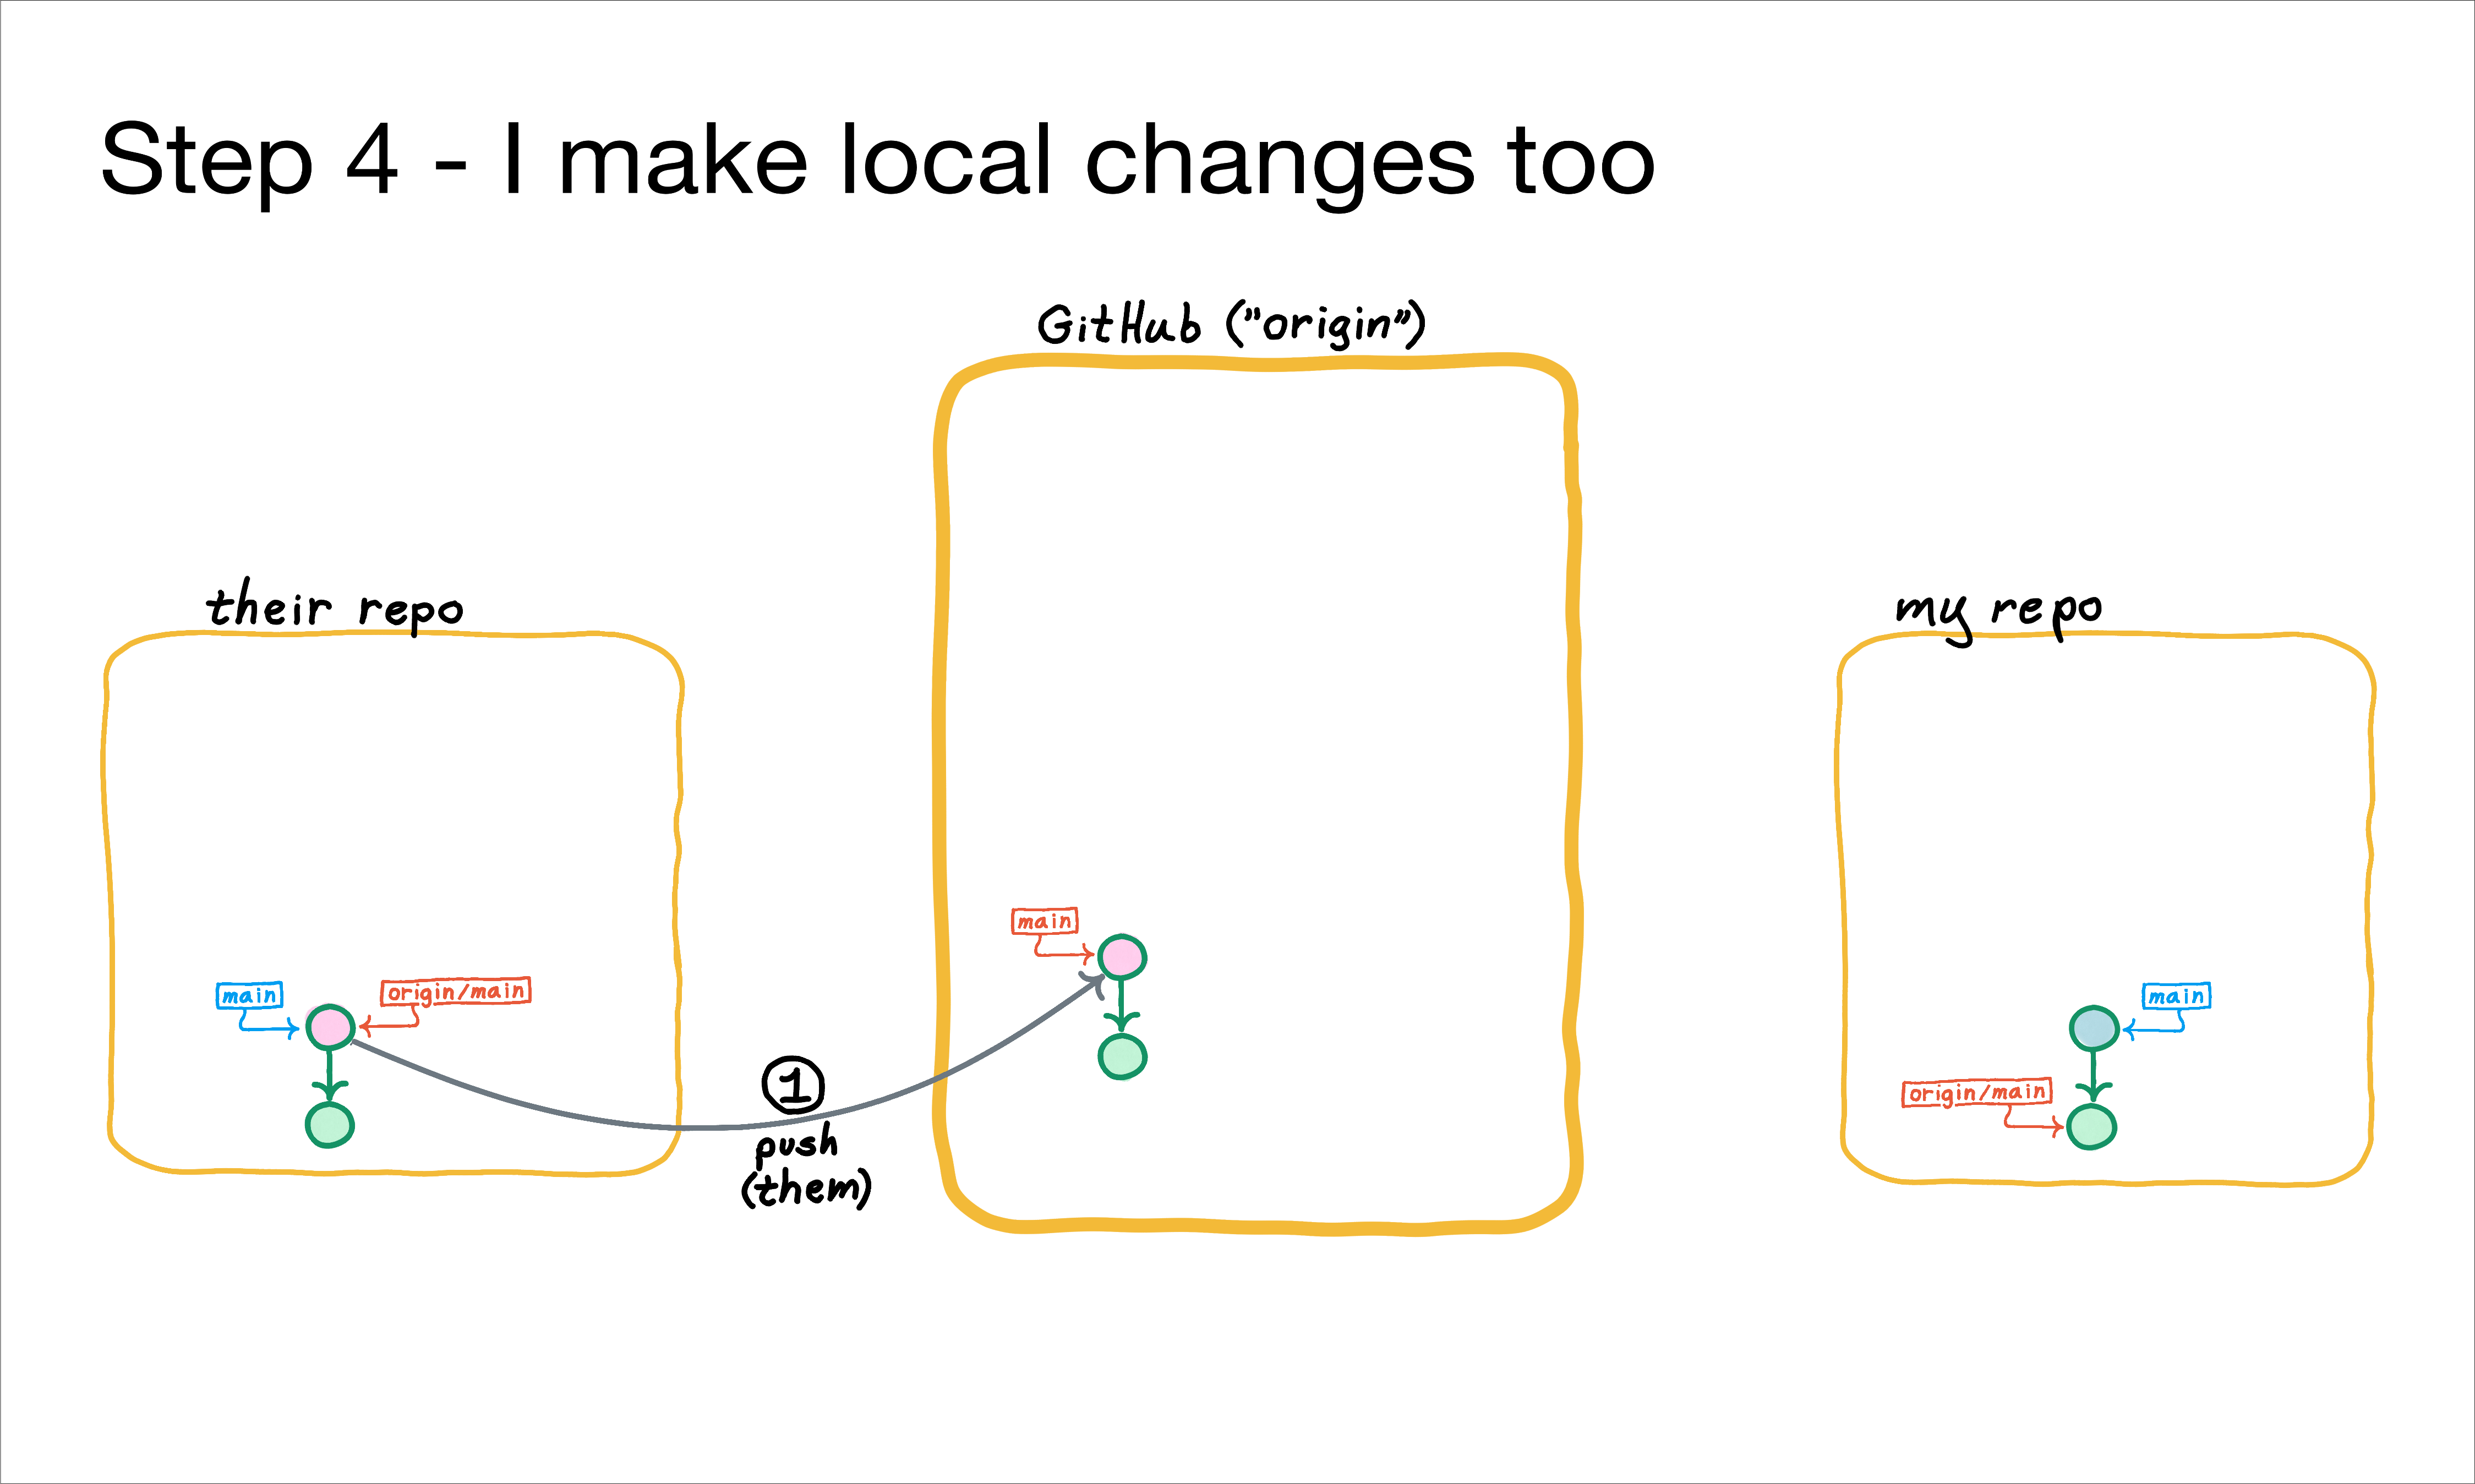 Step 4 - I make local changes too
GitHub ("origin")
their repo
my repo
main
main
origin/main
main
origin/main
1
push
(them)